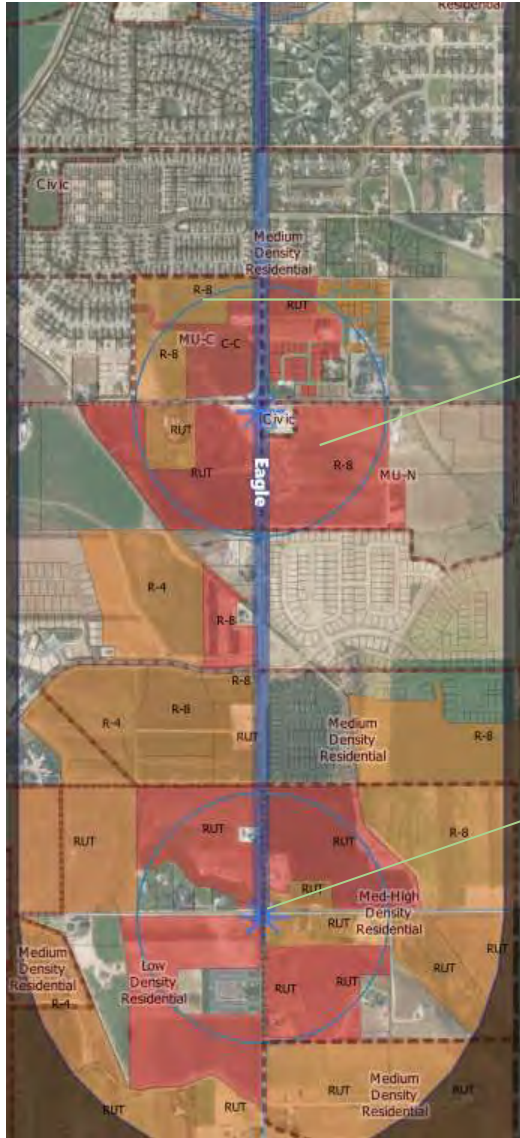 Residential
Civic
Medium
Density
Residential
R-8
RUT
MU-C
C-C
R-8
RUT
Civic
RUT
R-8
MU-N
Eagle
R-4
R-8
R-8
R-4
R-8
RUT
Medium
Density
Residential
R-8
RUT
RUT
RUT
R-8
RUT
Med-High
Density
Residential
RUT
RUT
Medium
Density
Residential
R-4
Low
Density
Residential
RUT
RUT
RUT
RUT
RUT
RUT
Medium
Density
Residential
RUT